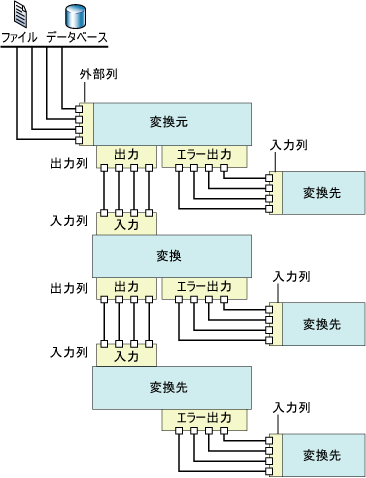 ファイル データベース
外部列
変換元
出力 エラー出力
入力列
出力列
変換先
入力列
入力
変換
入力列
出力列
出力 エラー出力
変換先
入力列
入力
変換先
入力列
エラー出力
変換先